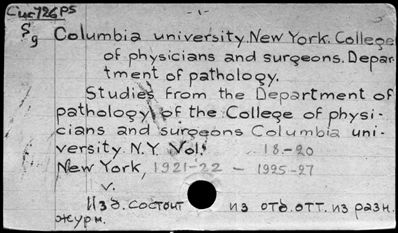 - 1 -
Columbia university. New York. College
of physicians and surgeons. Depar-
tment of pathology.
Studies from the Department of
pathology of the College of physi-
cians and surgeons Columbia uni-
versity N.Y. Vol. 18-20
New York, 1921-22 - 1925-27
v.
Изд. состоит из отд. отт. из разн.
журн.